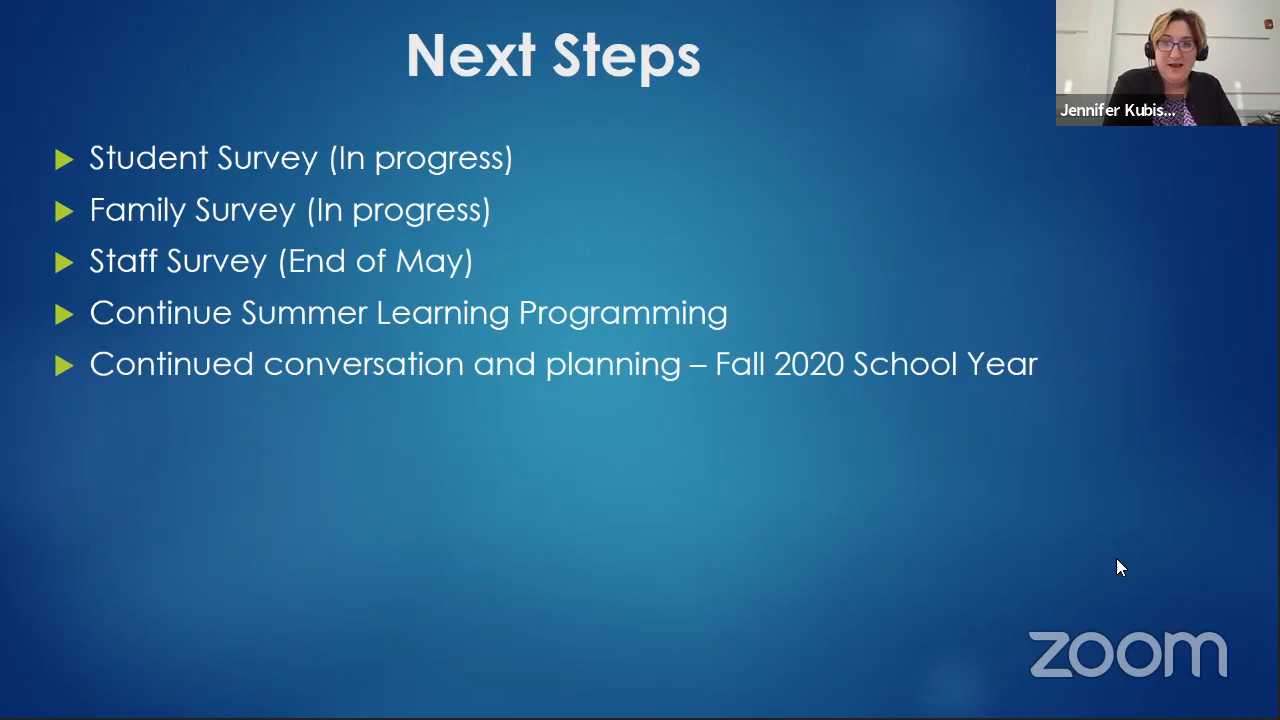 Next Steps
Jennifer Kubis...
Student Survey (In progress)
Family Survey (In progress)
Staff Survey (End of May)
Continue Summer Learning Programming
Continued conversation and planning – Fall 2020 School Year
zoom